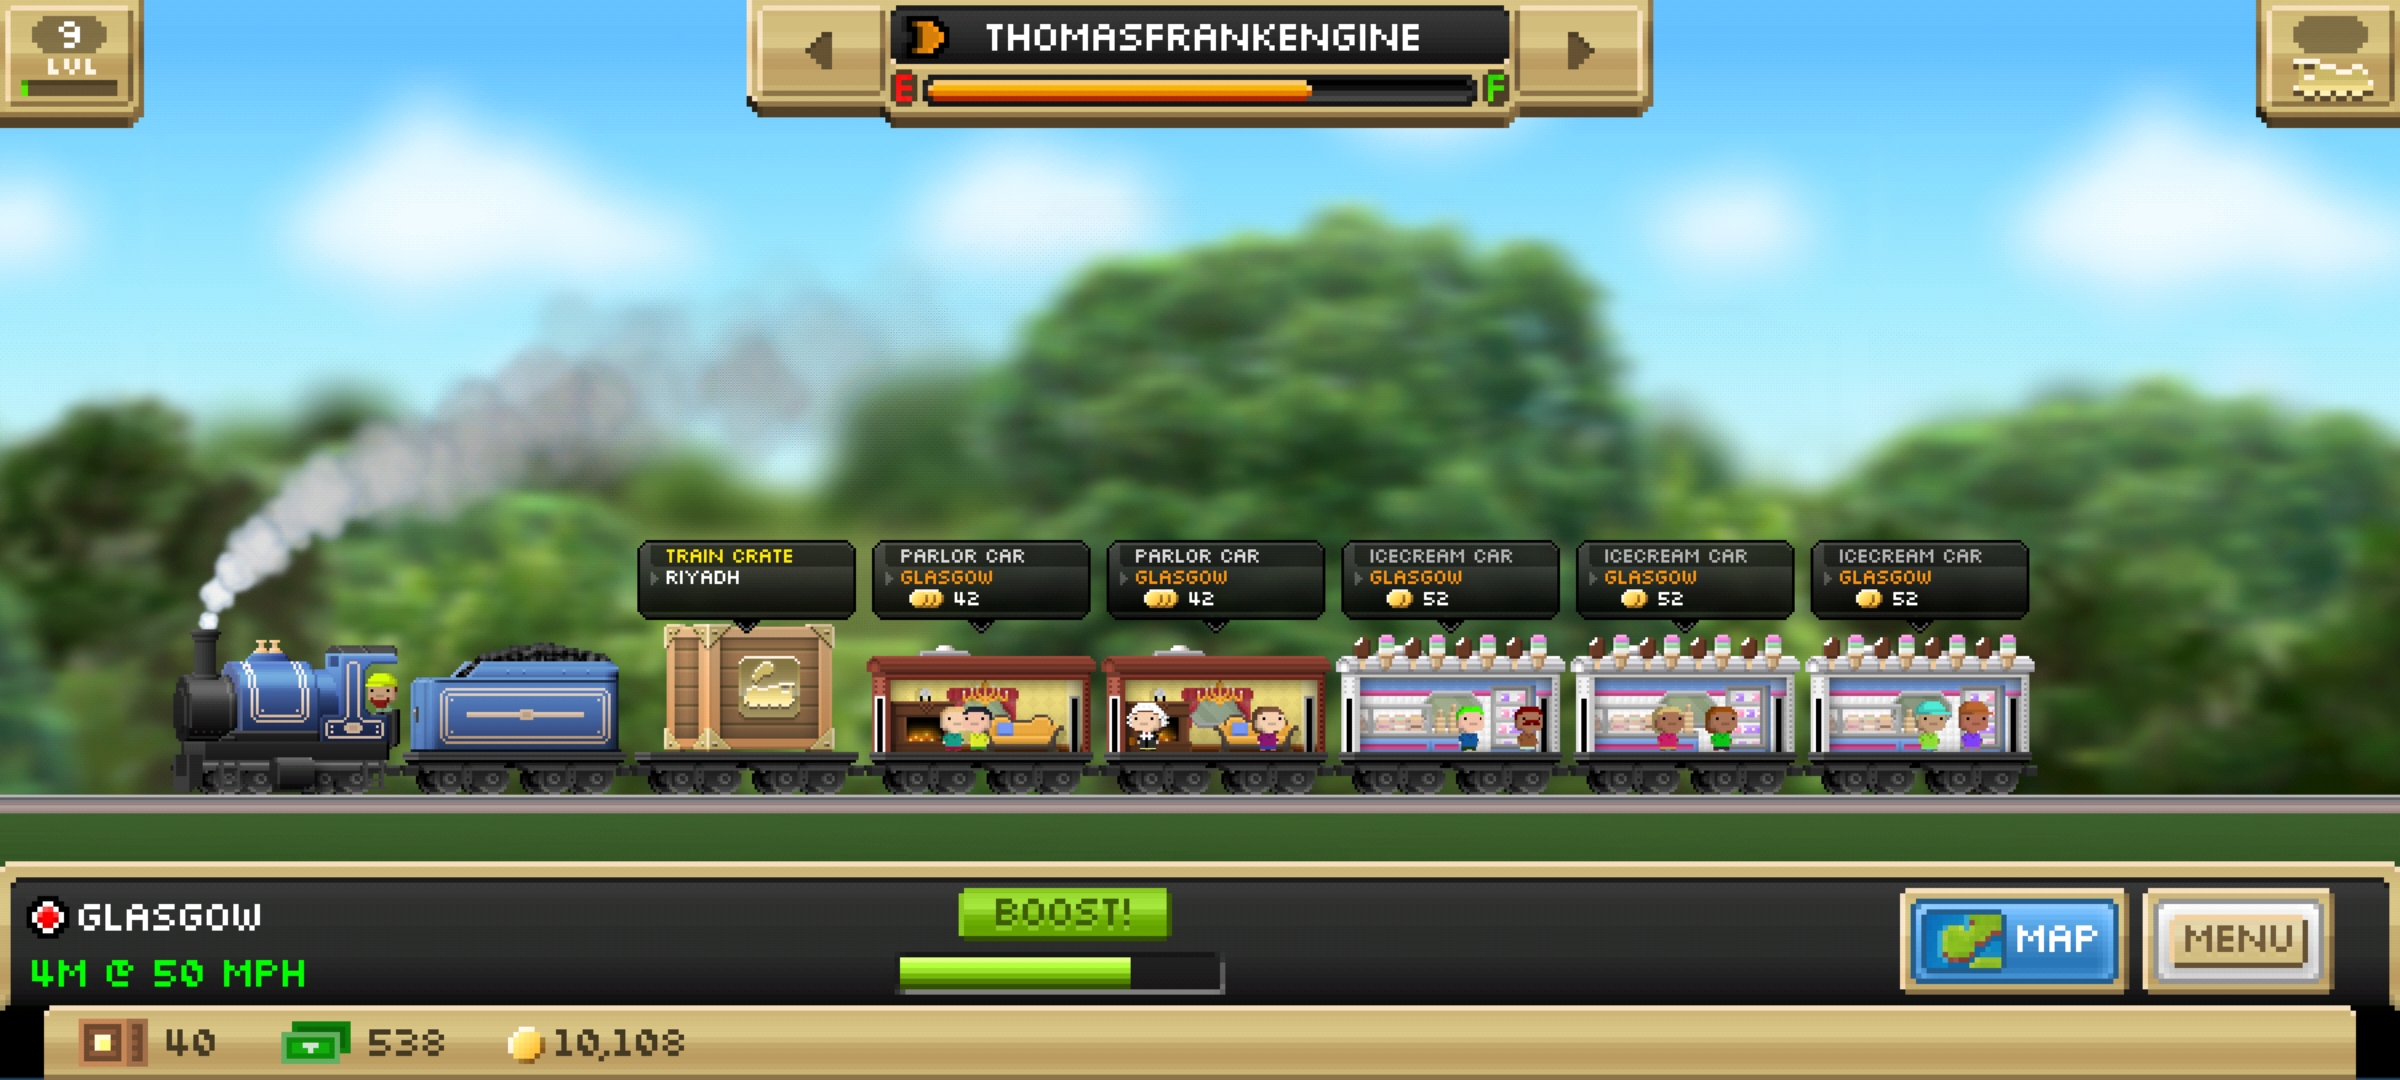 9
LVL
THOMASFRANKENGINE
E F
TRAIN CRATE
RIYADH
PARLOR CAR
GLASGOW
42
PARLOR CAR
GLASGOW
42
ICECREAM CAR
GLASGOW
52
ICECREAM CAR
GLASGOW
52
ICECREAM CAR
GLASGOW
52
GLASGOW
4M @ 50 MPH
BOOST!
MAP
MENU
40 538 10,108